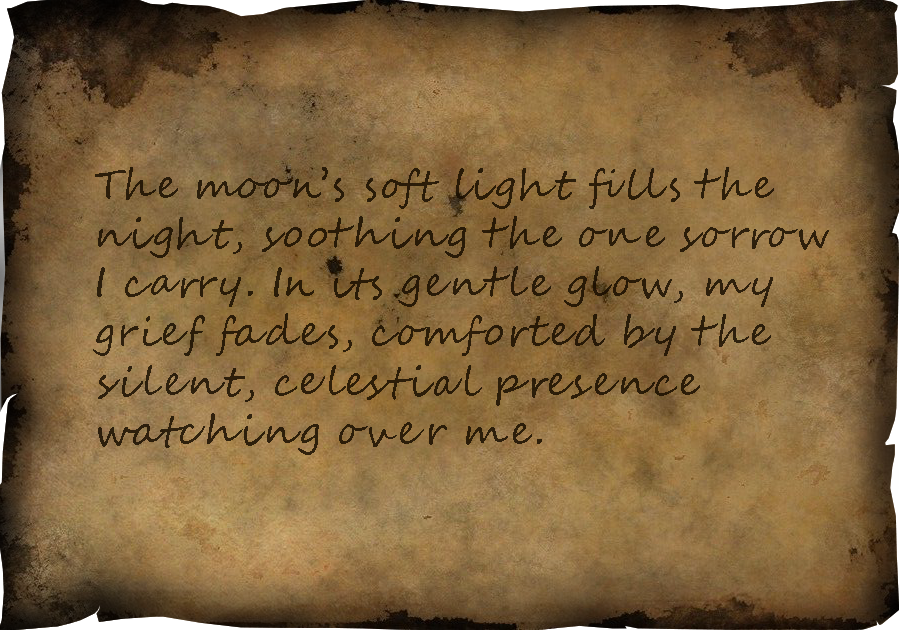 The moon's soft light fills the
night, soothing the one sorrow
I carry. In its gentle glow, my
grief fades, comforted by the
silent, celestial presence
watching over me.